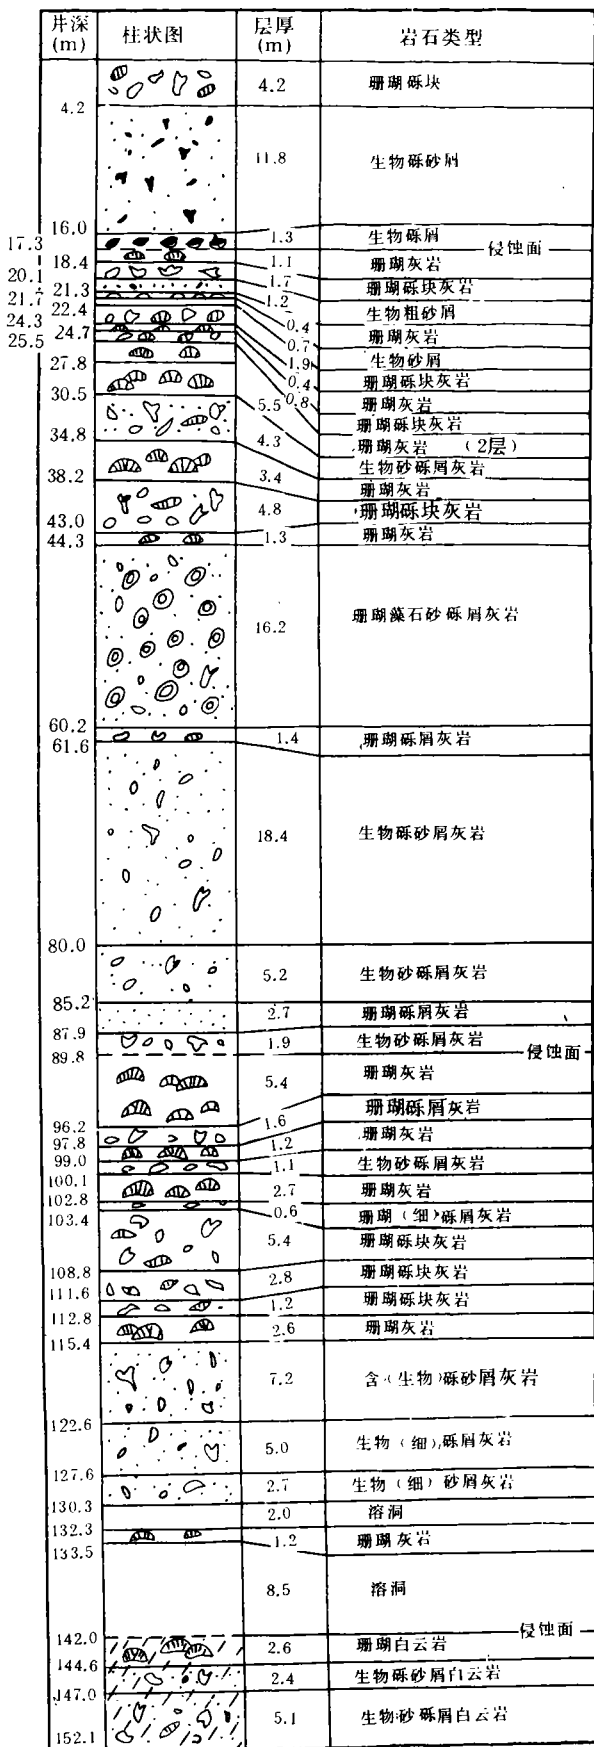 井深 (m) 柱状图 层厚 (m) 岩石类型
4.2 珊瑚砾块
4.2
11.8 生物砾砂屑
16.0
1.3 生物砾屑
17.3 侵蚀面
1.1 珊瑚灰岩
18.4
1.7 珊瑚砾块灰岩
20.1
1.2 生物粗砂屑
21.3
0.4 珊瑚灰岩
21.7
0.7 生物砂屑
22.4
1.9 珊瑚砾块灰岩
24.3
0.4 珊瑚灰岩
24.7
0.8 珊瑚砾块灰岩
25.5
27.8
5.5 珊瑚灰岩 (2层)
30.5
4.3 生物砂砾屑灰岩
34.8
3.4 珊瑚灰岩
38.2
4.8 珊瑚砾块灰岩
43.0
1.3 珊瑚灰岩
44.3
16.2 珊瑚藻石砂砾屑灰岩
60.2
1.4 珊瑚砾屑灰岩
61.6
18.4 生物砾砂屑灰岩
80.0
5.2 生物砂砾屑灰岩
85.2
2.7 珊瑚砾屑灰岩
87.9
1.9 生物砂砾屑灰岩
89.8 侵蚀面
5.4 珊瑚灰岩
96.2
1.6 珊瑚砾屑灰岩
97.8
1.2 珊瑚灰岩
99.0
1.1 生物砂砾屑灰岩
100.1
2.7 珊瑚灰岩
102.8
0.6 珊瑚(细)砾屑灰岩
103.4
5.4 珊瑚砾块灰岩
108.8
2.8 珊瑚砾块灰岩
111.6
1.2 珊瑚砾块灰岩
112.8
2.6 珊瑚灰岩
115.4
7.2 含(生物)砾砂屑灰岩
122.6
5.0 生物(细)砾屑灰岩
127.6
2.7 生物(细)砂屑灰岩
130.3
2.0 溶洞
132.3
1.2 珊瑚灰岩
133.5
8.5 溶洞
142.0 侵蚀面
2.6 珊瑚白云岩
144.6
2.4 生物砾砂屑白云岩
147.0
5.1 生物砂砾屑白云岩
152.1